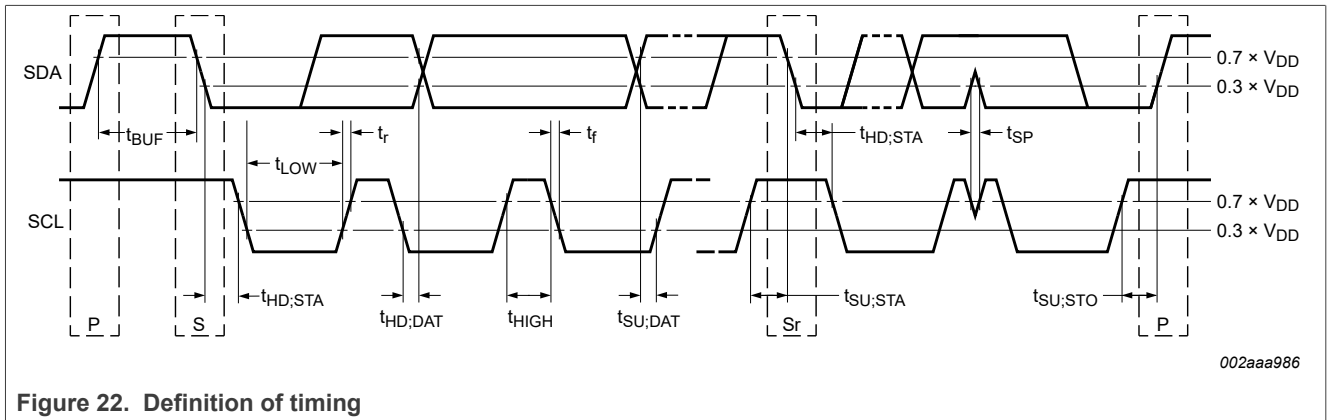 SDA
0.7 × VDD
0.3 × VDD
tBUF
tr
tf
tHD;STA
tSP
tLOW
SCL
0.7 × VDD
0.3 × VDD
tHD;STA
tHD;DAT
tHIGH
tSU;DAT
tSU;STA
tSU;STO
P
S
Sr
P
002aaa986
Figure 22. Definition of timing